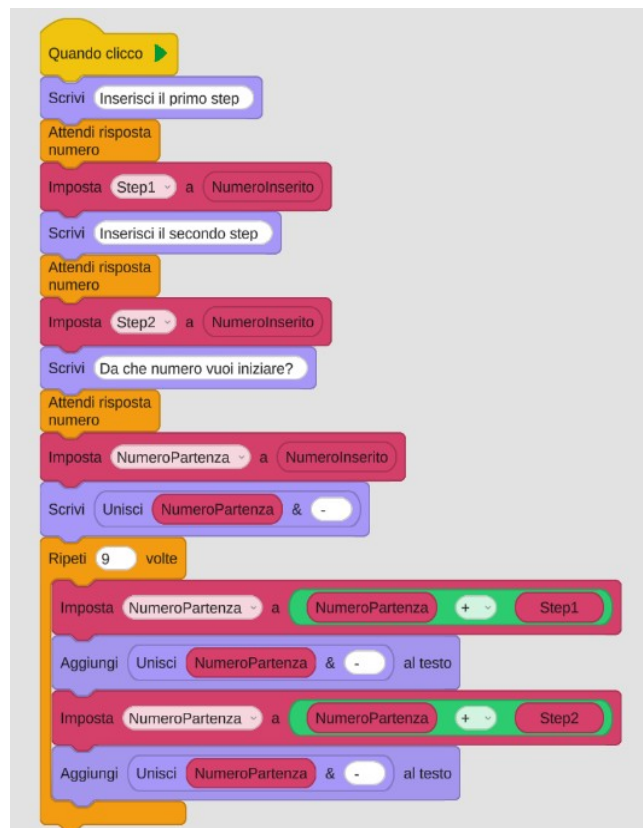 Quando clicco
Scrivi Inserisci il primo step
Attendi risposta
numero
Imposta Step1 a NumeroInserito
Scrivi Inserisci il secondo step
Attendi risposta
numero
Imposta Step2 a NumeroInserito
Scrivi Da che numero vuoi iniziare?
Attendi risposta
numero
Imposta NumeroPartenza a NumeroInserito
Scrivi Unisci NumeroPartenza & -
Ripeti 9 volte
Imposta NumeroPartenza a NumeroPartenza + Step1
Aggiungi Unisci NumeroPartenza & - al testo
Imposta NumeroPartenza a NumeroPartenza + Step2
Aggiungi Unisci NumeroPartenza & - al testo